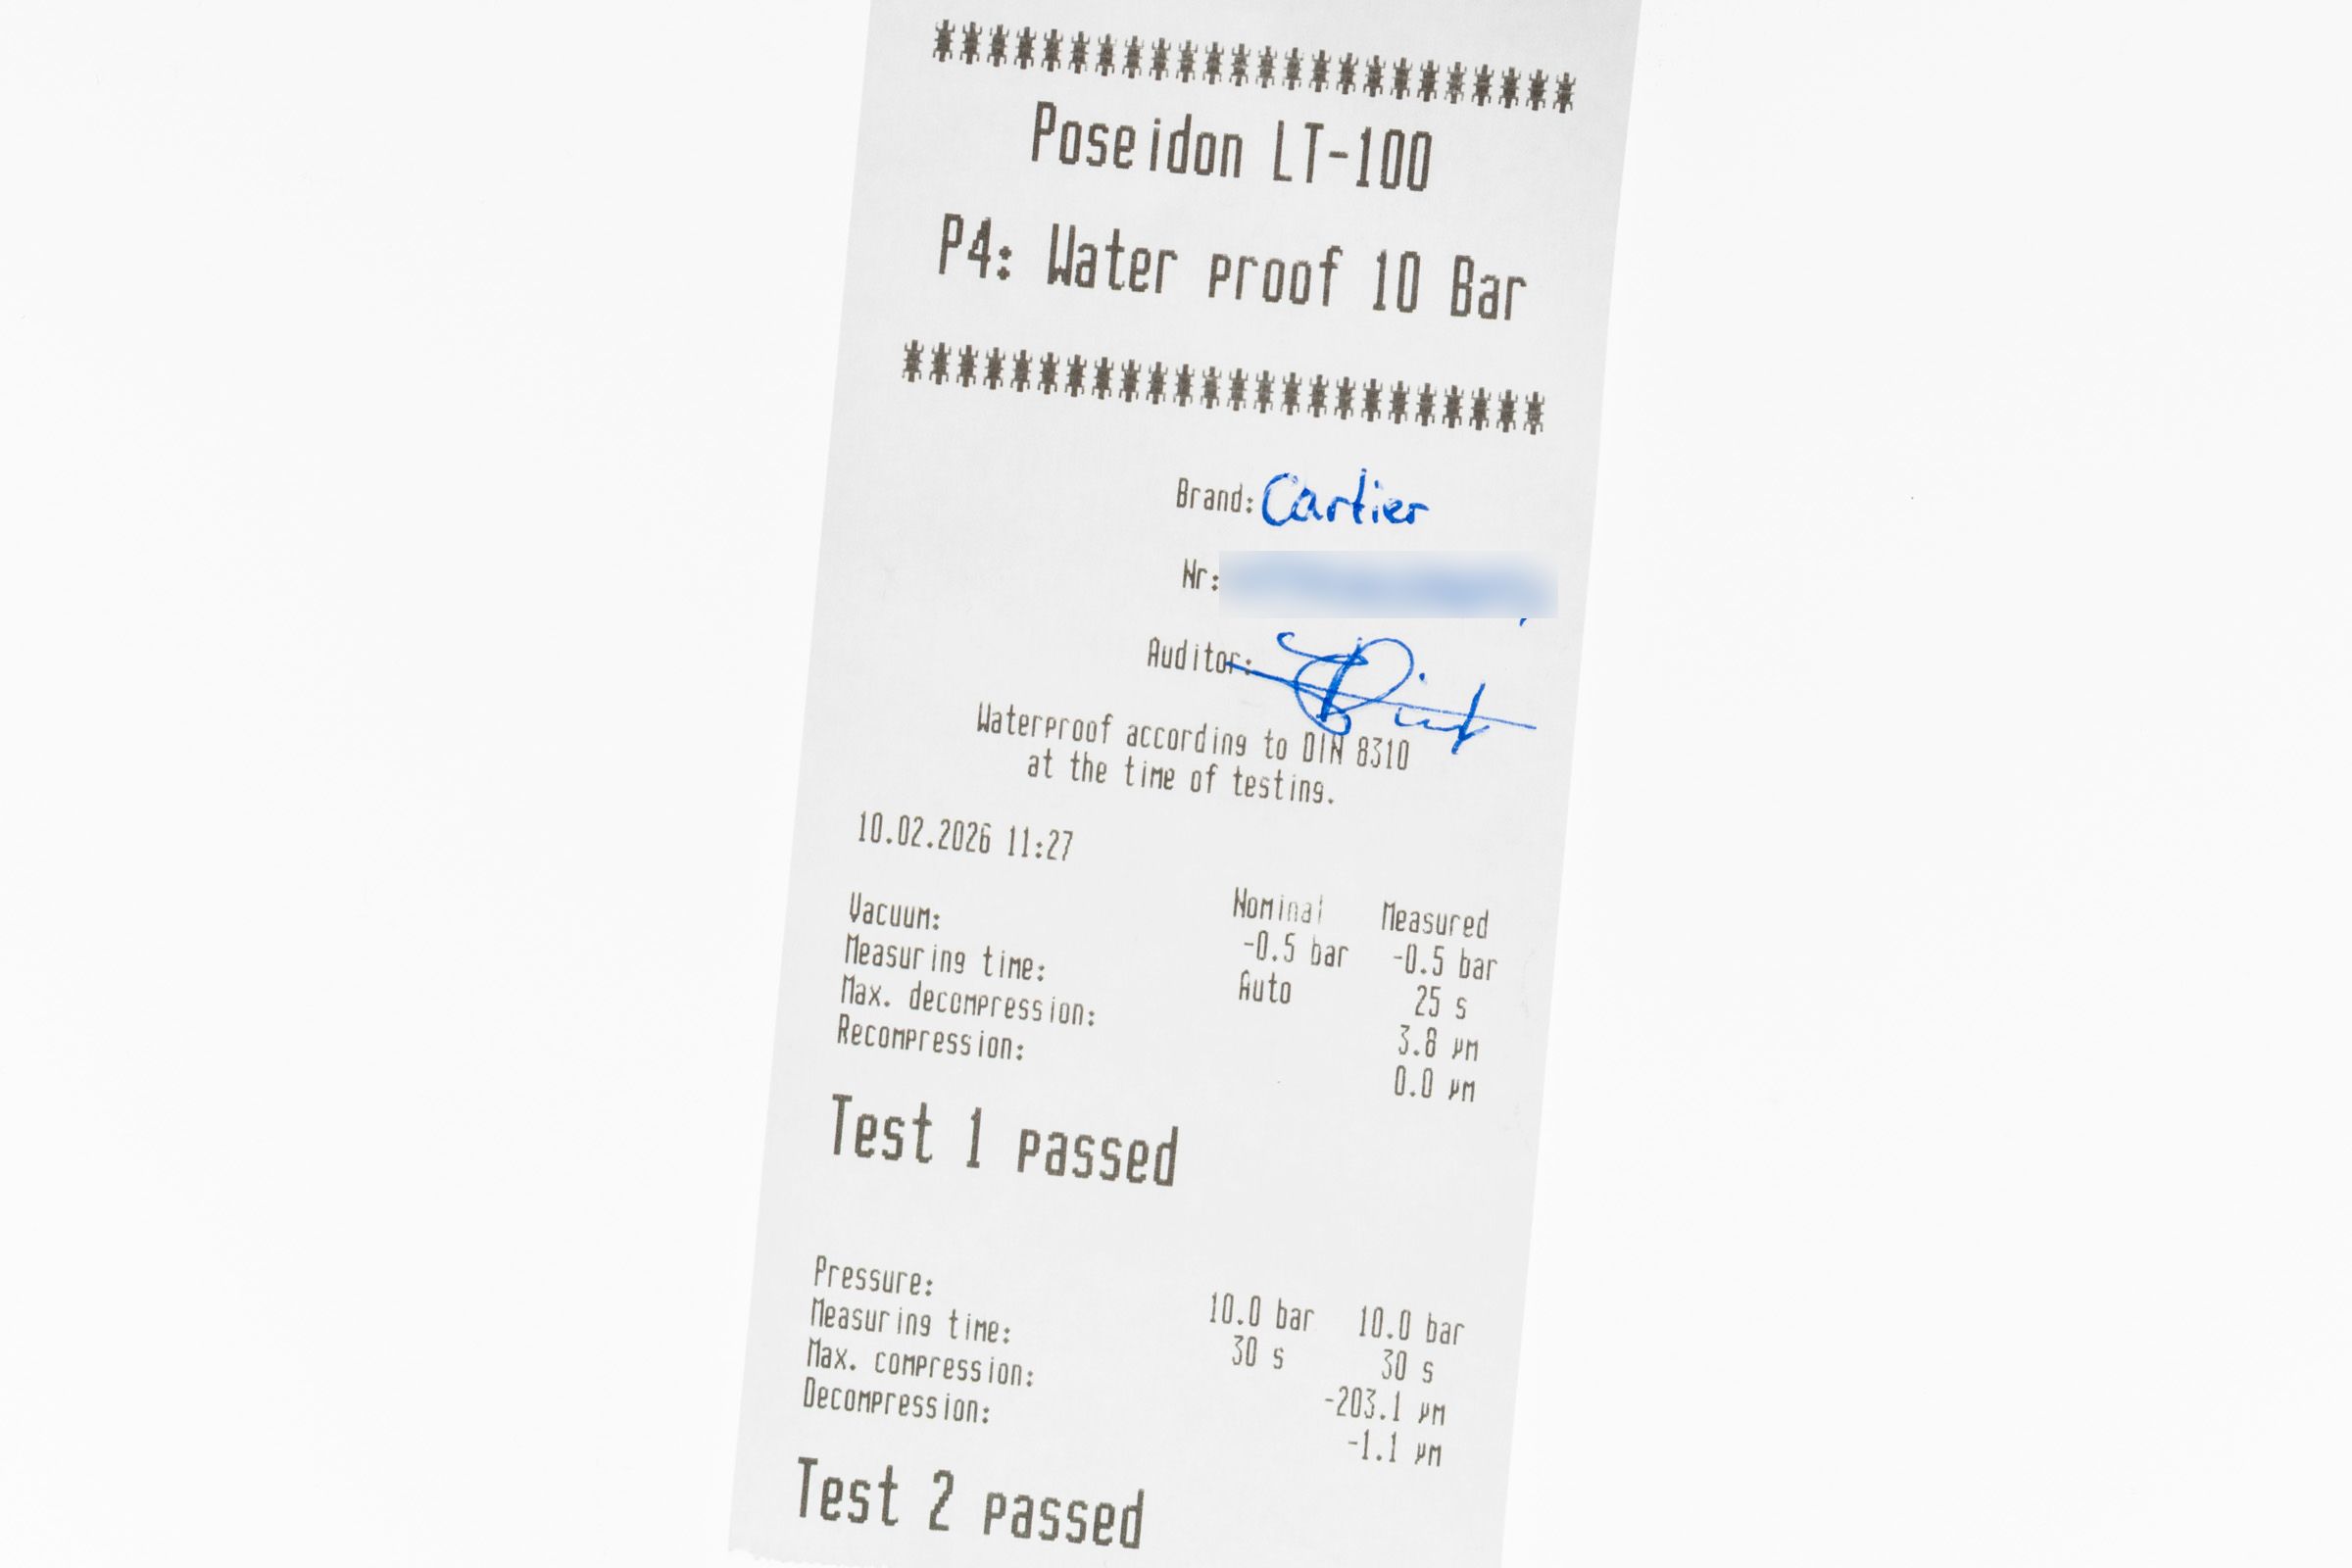 ************************
Poseidon LT-100
P4: Water proof 10 Bar
************************
Brand: Cartier
Nr:
Auditor:
Waterproof according to DIN 8310
at the time of testing.
10.02.2026 11:27
Nominal Measured
Vacuum: -0.5 bar -0.5 bar
Measuring time: Auto 25 s
Max. decompression: 3.8 µm
Recompression: 0.0 µm
Test 1 passed
Pressure: 10.0 bar 10.0 bar
Measuring time: 30 s 30 s
Max. compression: -203.1 µm
Decompression: -1.1 µm
Test 2 passed